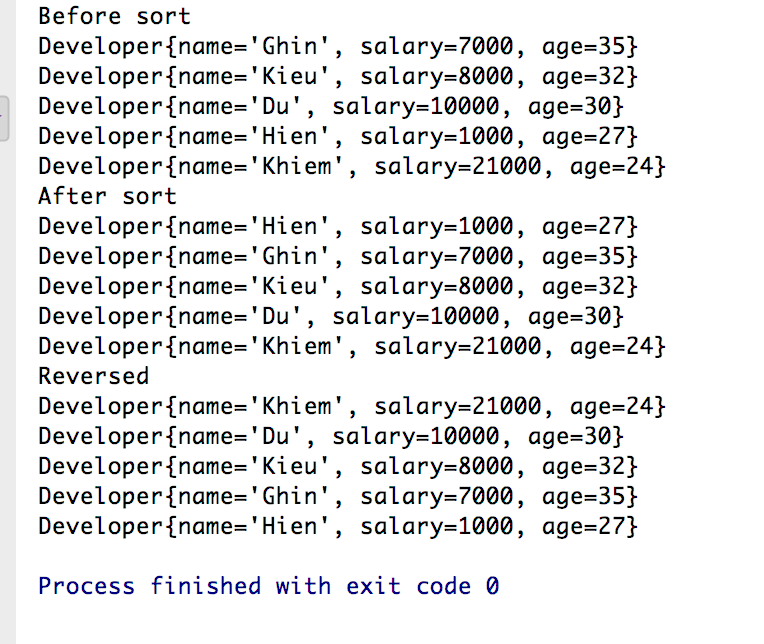 Before sort
Developer{name='Ghin', salary=7000, age=35}
Developer{name='Kieu', salary=8000, age=32}
Developer{name='Du', salary=10000, age=30}
Developer{name='Hien', salary=1000, age=27}
Developer{name='Khiem', salary=21000, age=24}
After sort
Developer{name='Hien', salary=1000, age=27}
Developer{name='Ghin', salary=7000, age=35}
Developer{name='Kieu', salary=8000, age=32}
Developer{name='Du', salary=10000, age=30}
Developer{name='Khiem', salary=21000, age=24}
Reversed
Developer{name='Khiem', salary=21000, age=24}
Developer{name='Du', salary=10000, age=30}
Developer{name='Kieu', salary=8000, age=32}
Developer{name='Ghin', salary=7000, age=35}
Developer{name='Hien', salary=1000, age=27}
Process finished with exit code 0